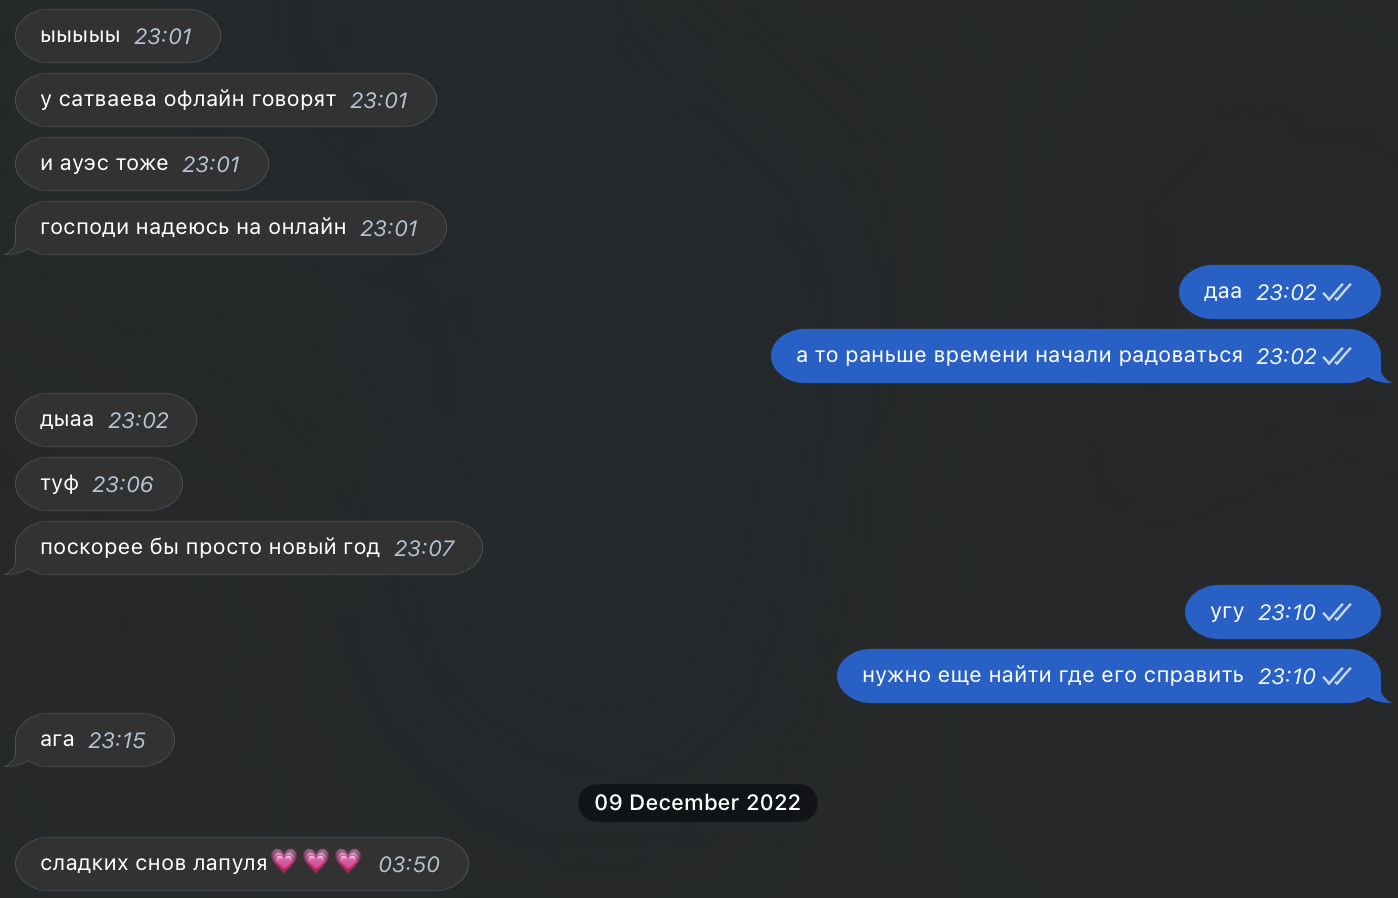 ыыыыы 23:01
у сатваева офлайн говорят 23:01
и ауэс тоже 23:01
господи надеюсь на онлайн 23:01
даа 23:02
а то раньше времени начали радоваться 23:02
дыаа 23:02
туф 23:06
поскорее бы просто новый год 23:07
угу 23:10
нужно еще найти где его справить 23:10
ага 23:15
09 December 2022
сладких снов лапуля💗💗💗 03:50